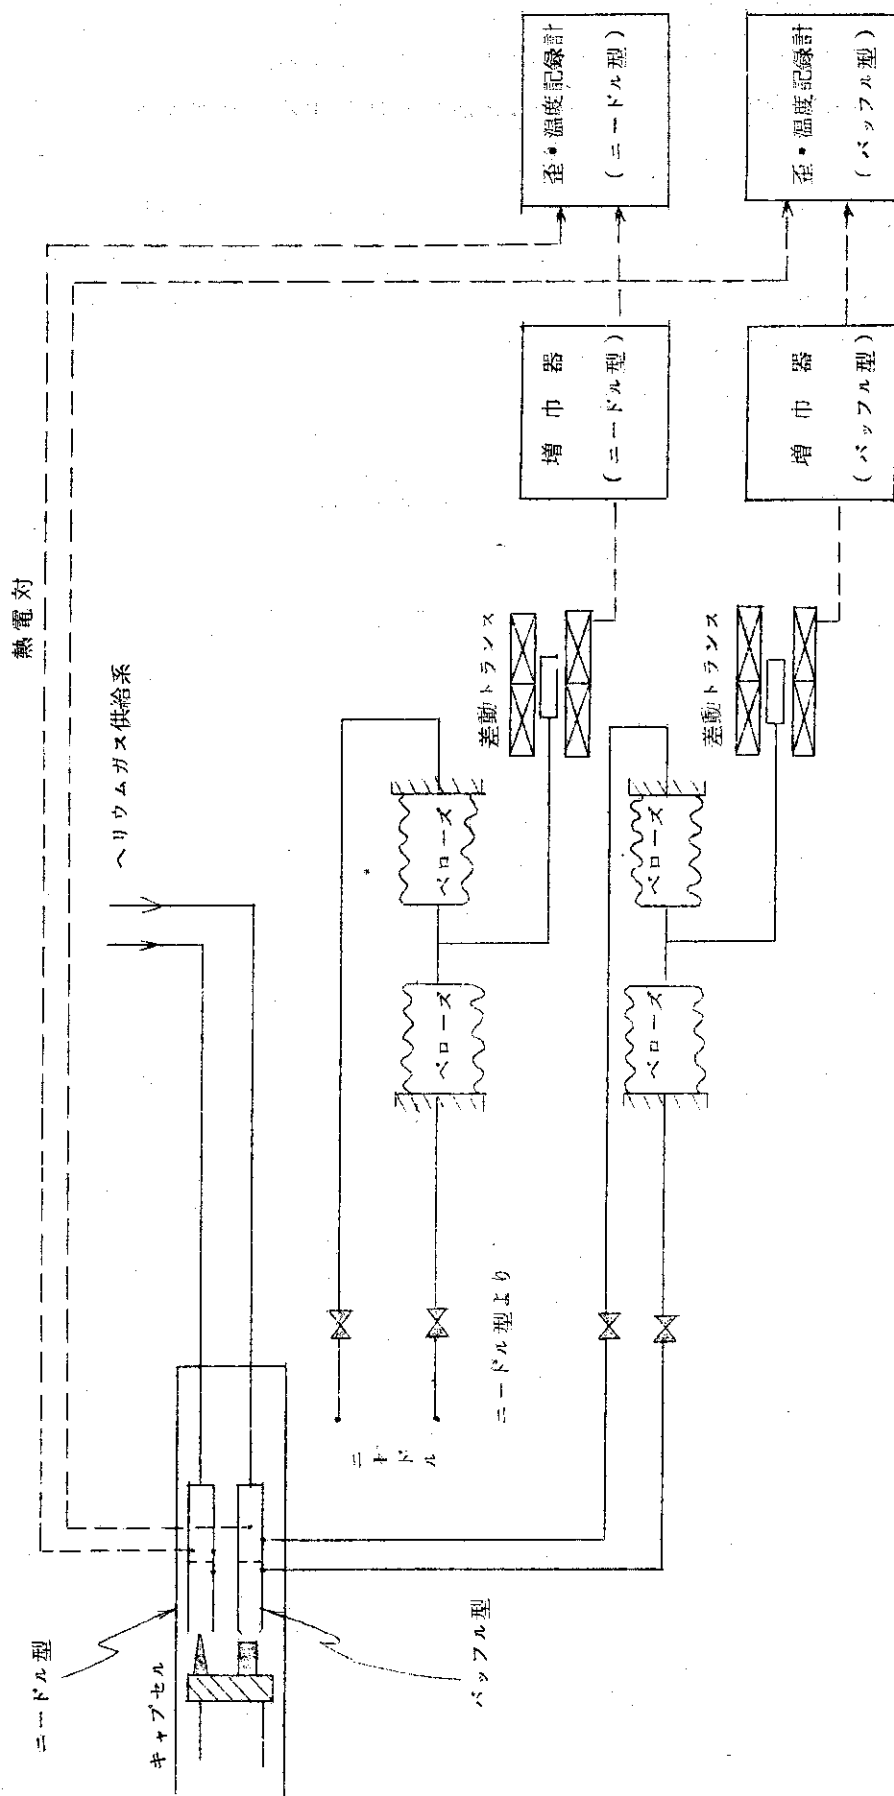 ニードル型
キャプセル
バッフル型
熱電対
ヘリウムガス供給系
ニードル
ニードル型より
ベローズ
ベローズ
ベローズ
ベローズ
差動トランス
差動トランス
増巾器
(ニードル型)
増巾器
(バッフル型)
歪・温度記録計
(ニードル型)
歪・温度記録計
(バッフル型)